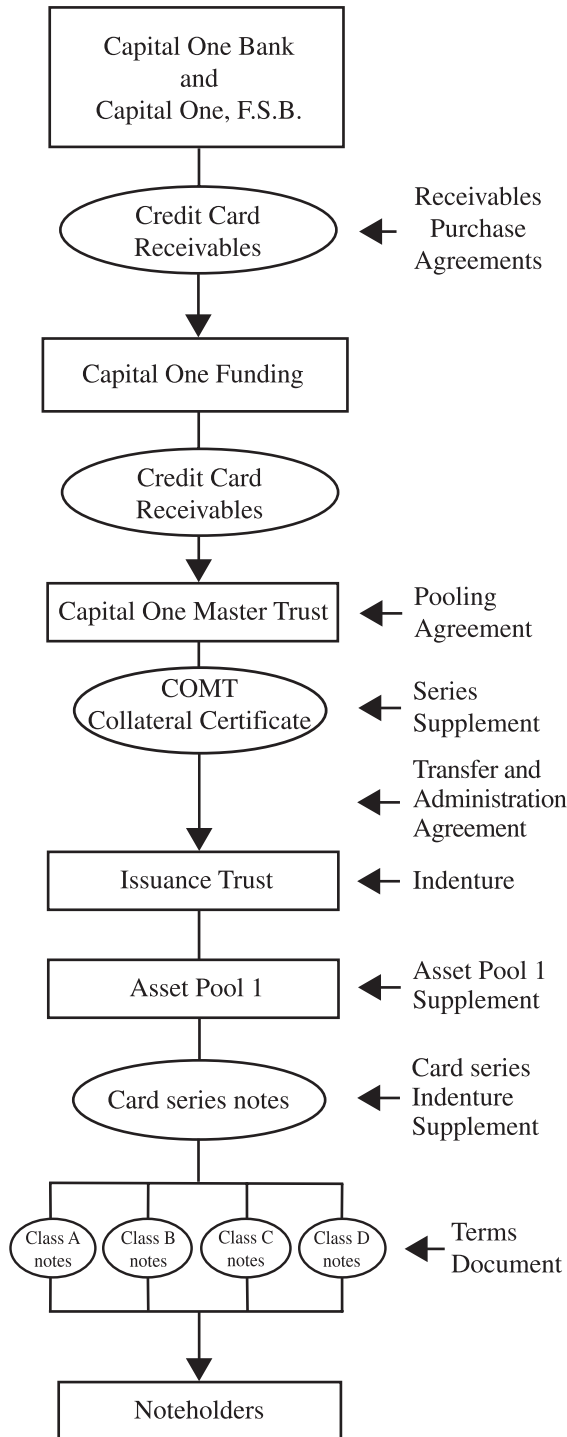 Capital One Bank
and
Capital One, F.S.B.
Credit Card
Receivables
Receivables
Purchase
Agreements
Capital One Funding
Credit Card
Receivables
Capital One Master Trust
Pooling
Agreement
COMT
Collateral Certificate
Series
Supplement
Transfer and
Administration
Agreement
Issuance Trust
Indenture
Asset Pool 1
Asset Pool 1
Supplement
Card series notes
Card series
Indenture
Supplement
Class A
notes
Class B
notes
Class C
notes
Class D
notes
Terms
Document
Noteholders